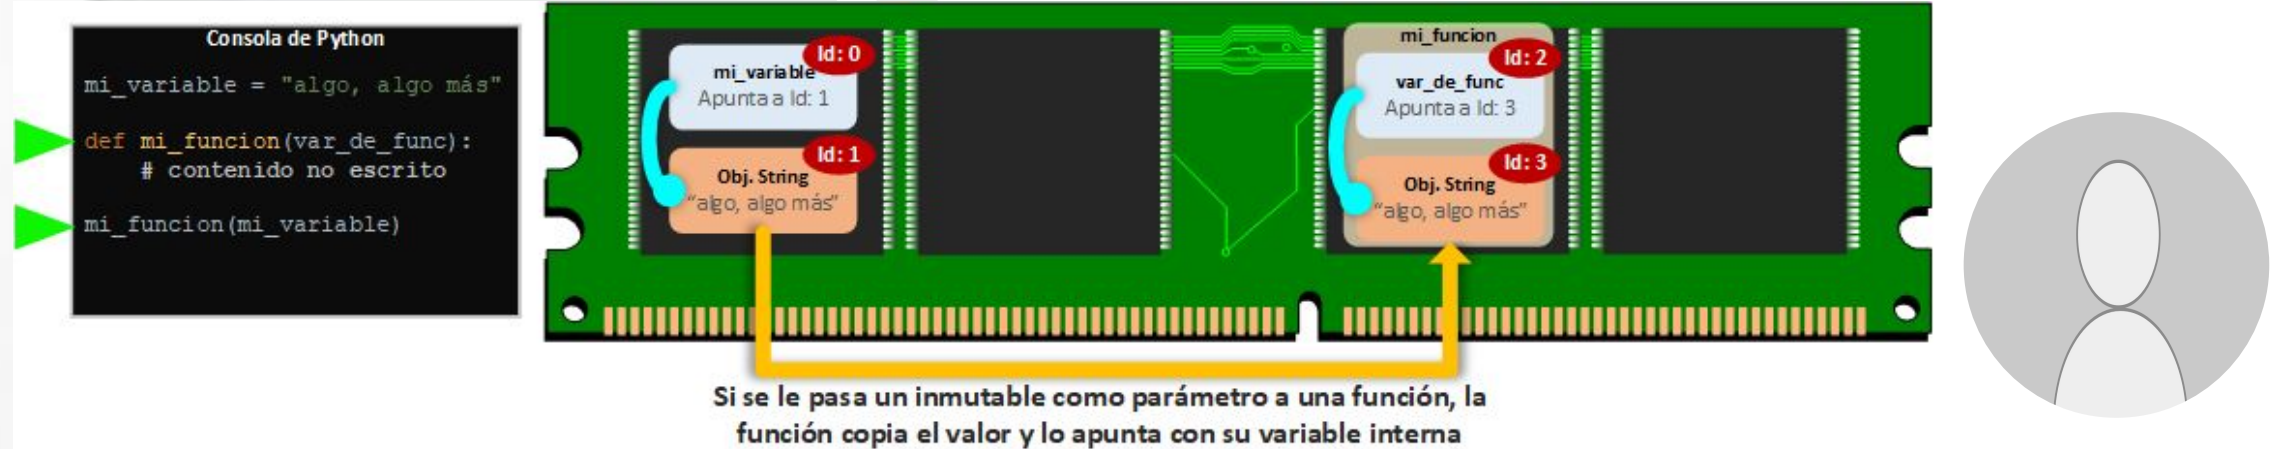 Consola de Python
mi_variable = "algo, algo más"
def mi_funcion(var_de_func):
# contenido no escrito
mi_funcion(mi_variable)
Id: 0
mi_variable
Apunta a Id: 1
Id: 1
Obj. String
"algo, algo más"
mi_funcion
Id: 2
var_de_func
Apunta a Id: 3
Id: 3
Obj. String
"algo, algo más"
Si se le pasa un inmutable como parámetro a una función, la
función copia el valor y lo apunta con su variable interna